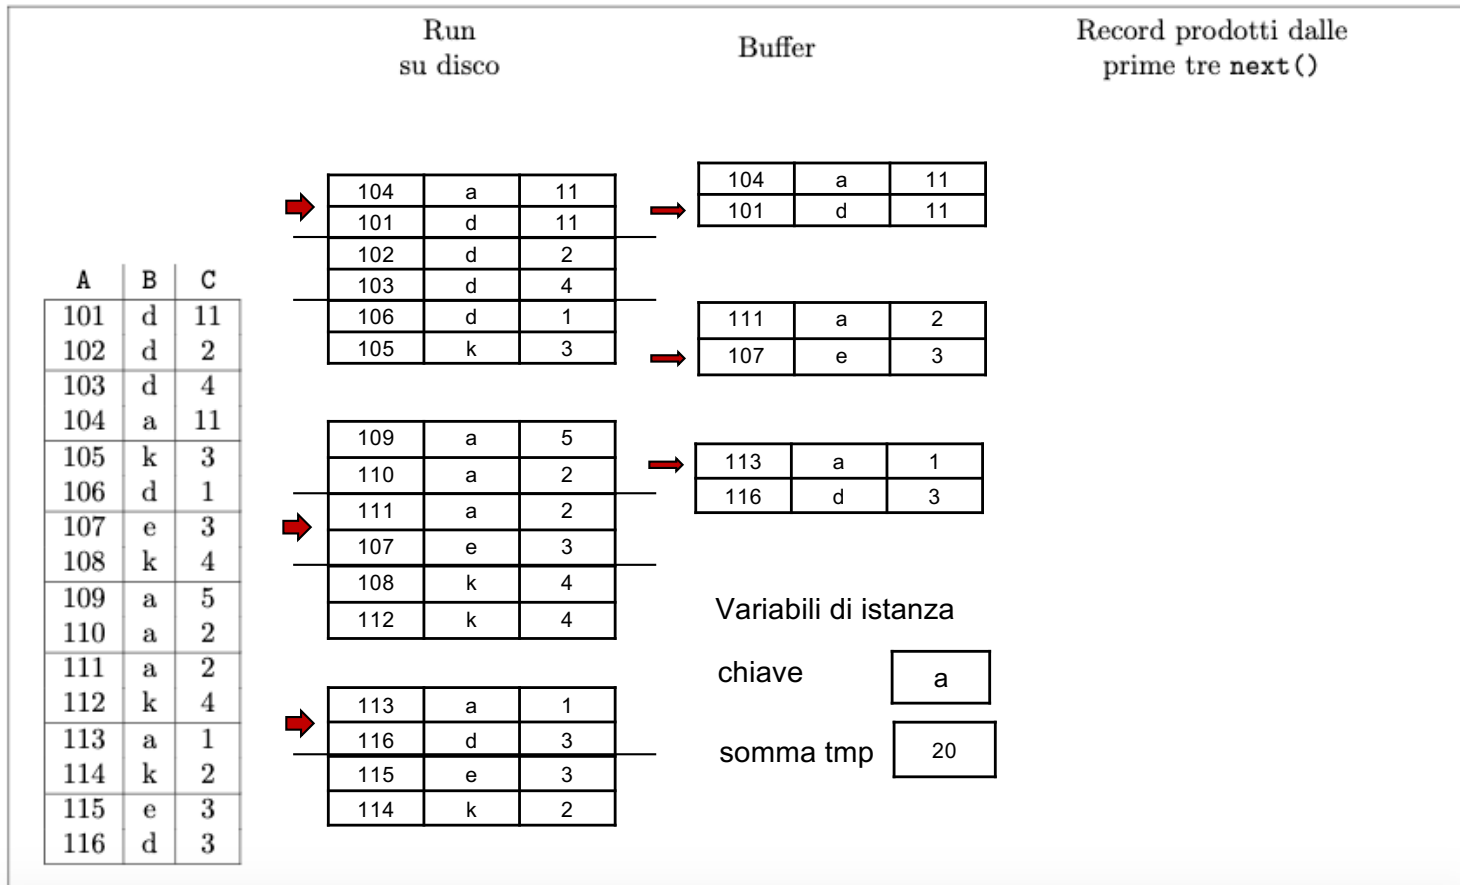 Run
su disco
Buffer
Record prodotti dalle
prime tre next()
A B C
101 d 11
102 d 2
103 d 4
104 a 11
105 k 3
106 d 1
107 e 3
108 k 4
109 a 5
110 a 2
111 a 2
112 k 4
113 a 1
114 k 2
115 e 3
116 d 3
104 a 11
101 d 11
102 d 2
103 d 4
106 d 1
105 k 3
109 a 5
110 a 2
111 a 2
107 e 3
108 k 4
112 k 4
113 a 1
116 d 3
115 e 3
114 k 2
104 a 11
101 d 11
111 a 2
107 e 3
113 a 1
116 d 3
Variabili di istanza
chiave a
somma tmp 20